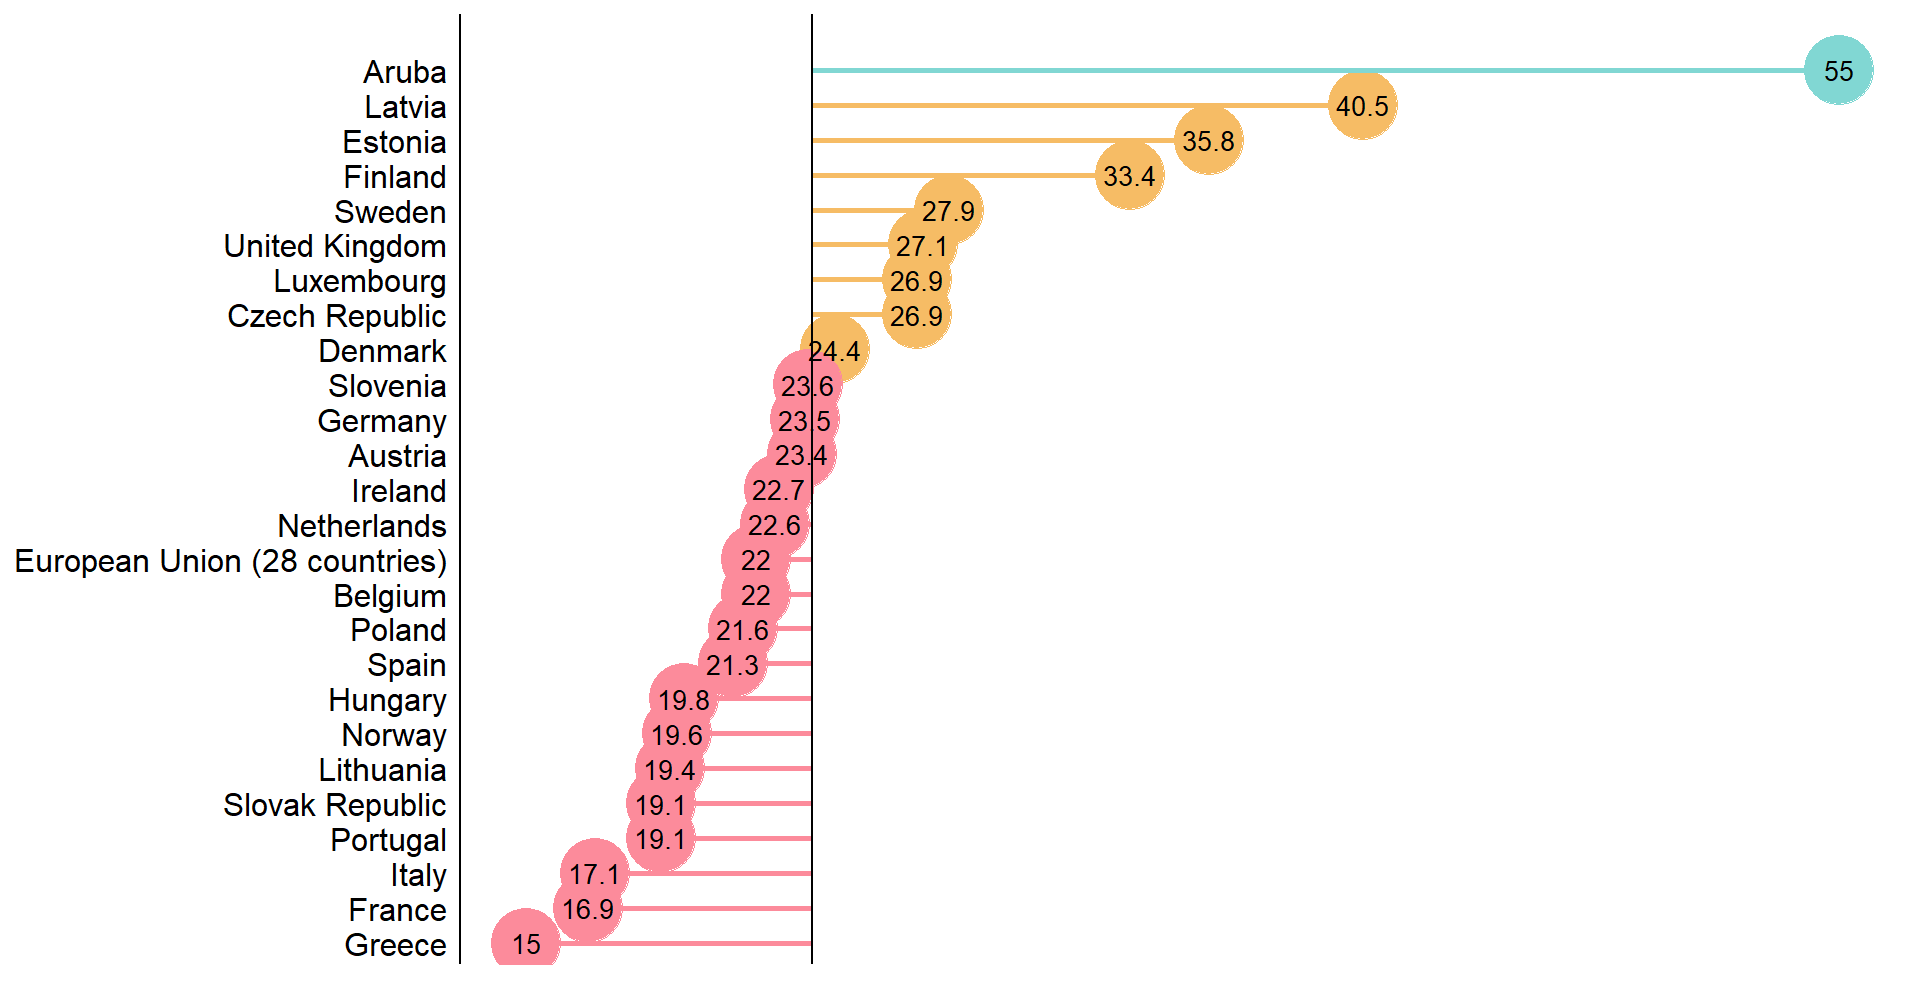 Aruba 55
Latvia 40.5
Estonia 35.8
Finland 33.4
Sweden 27.9
United Kingdom 27.1
Luxembourg 26.9
Czech Republic 26.9
Denmark 24.4
Slovenia 23.6
Germany 23.5
Austria 23.4
Ireland 22.7
Netherlands 22.6
European Union (28 countries) 22
Belgium 22
Poland 21.6
Spain 21.3
Hungary 19.8
Norway 19.6
Lithuania 19.4
Slovak Republic 19.1
Portugal 19.1
Italy 17.1
France 16.9
Greece 15